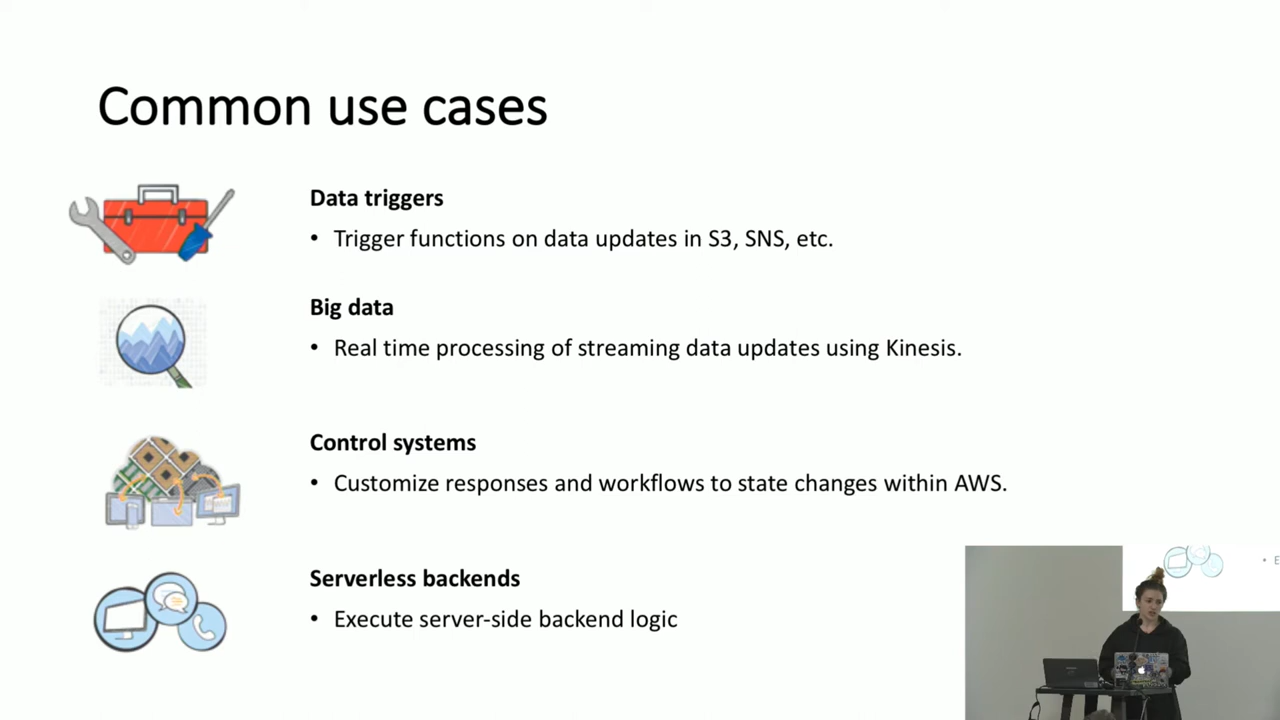 Common use cases
Data triggers
• Trigger functions on data updates in S3, SNS, etc.
Big data
• Real time processing of streaming data updates using Kinesis.
Control systems
• Customize responses and workflows to state changes within AWS.
Serverless backends
• Execute server-side backend logic
• E